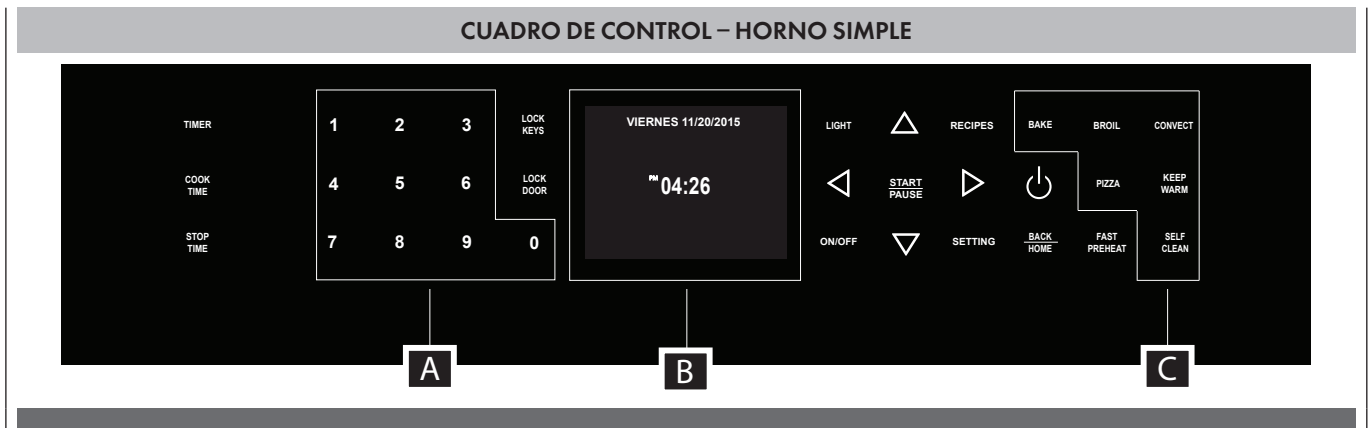 CUADRO DE CONTROL – HORNO SIMPLE
TIMER
COOK
TIME
STOP
TIME
1 2 3
LOCK
KEYS
4 5 6
LOCK
DOOR
7 8 9 0
VIERNES 11/20/2015
PM 04:26
LIGHT
RECIPES
BAKE
BROIL
CONVECT
START
PAUSE
PIZZA
KEEP
WARM
ON/OFF
SETTING
BACK
HOME
FAST
PREHEAT
SELF
CLEAN
A
B
C